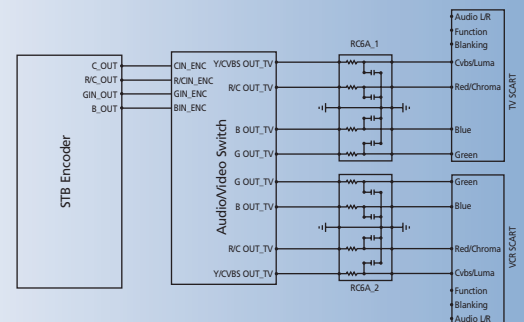 STB Encoder
C_OUT
R/C_OUT
GIN_OUT
B_OUT
CIN_ENC
R/CIN_ENC
GIN_ENC
BIN_ENC
Audio/Video Switch
Y/CVBS OUT_TV
R/C OUT_TV
B OUT_TV
G OUT_TV
G OUT_TV
B OUT_TV
R/C OUT_TV
Y/CVBS OUT_TV
RC6A_1
RC6A_2
Audio L/R
Function
Blanking
Cvbs/Luma
Red/Chroma
Blue
Green
TV SCART
Green
Blue
Red/Chroma
Cvbs/Luma
Function
Blanking
Audio L/R
VCR SCART